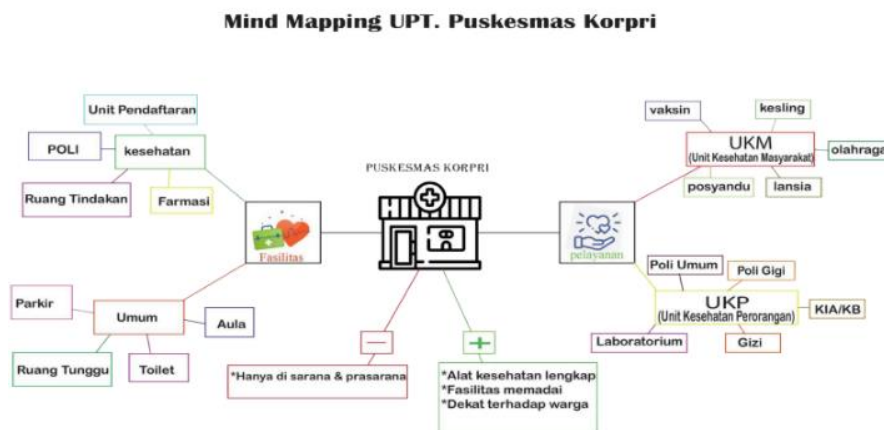 Mind Mapping UPT. Puskesmas Korpri
Unit Pendaftaran
POLI
kesehatan
Ruang Tindakan
Farmasi
Fasilitas
Parkir
Umum
Aula
Ruang Tunggu
Toilet
PUSKESMAS KORPRI
*Hanya di sarana & prasarana
*Alat kesehatan lengkap
*Fasilitas memadai
*Dekat terhadap warga
pelayanan
vaksin
kesling
UKM
(Unit Kesehatan Masyarakat)
olahraga
posyandu
lansia
Poli Umum
Poli Gigi
UKP
(Unit Kesehatan Perorangan)
KIA/KB
Laboratorium
Gizi